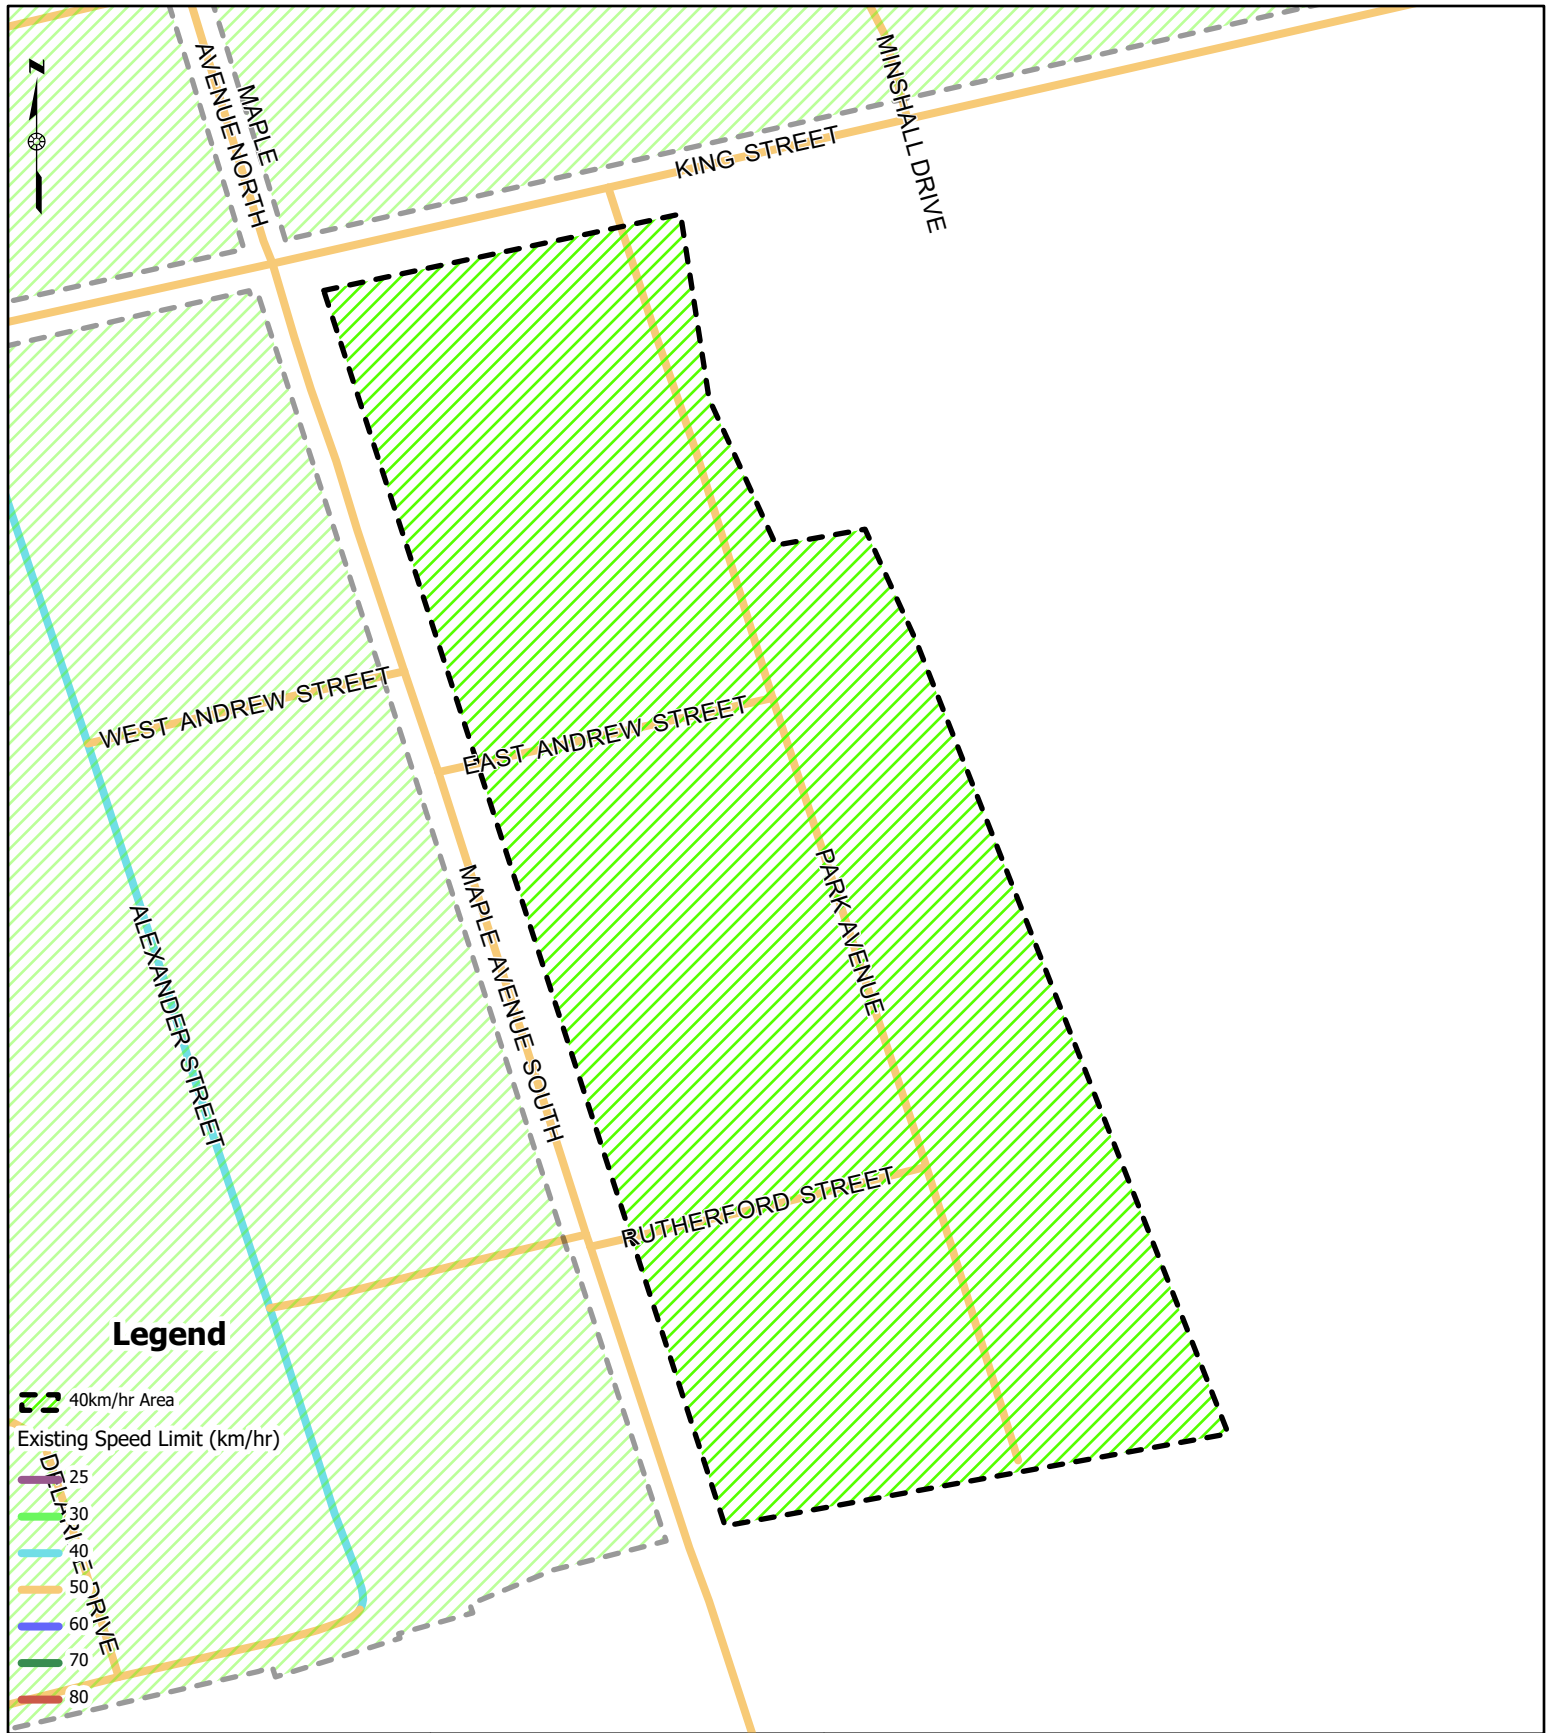 N
MAPLE
AVENUE NORTH
MINSHALL DRIVE
KING STREET
WEST ANDREW STREET
EAST ANDREW STREET
PARK AVENUE
MAPLE AVENUE SOUTH
ALEXANDER STREET
RUTHERFORD STREET
Legend
40km/hr Area
Existing Speed Limit (km/hr)
25
30
40
50
60
70
80
DRIVE